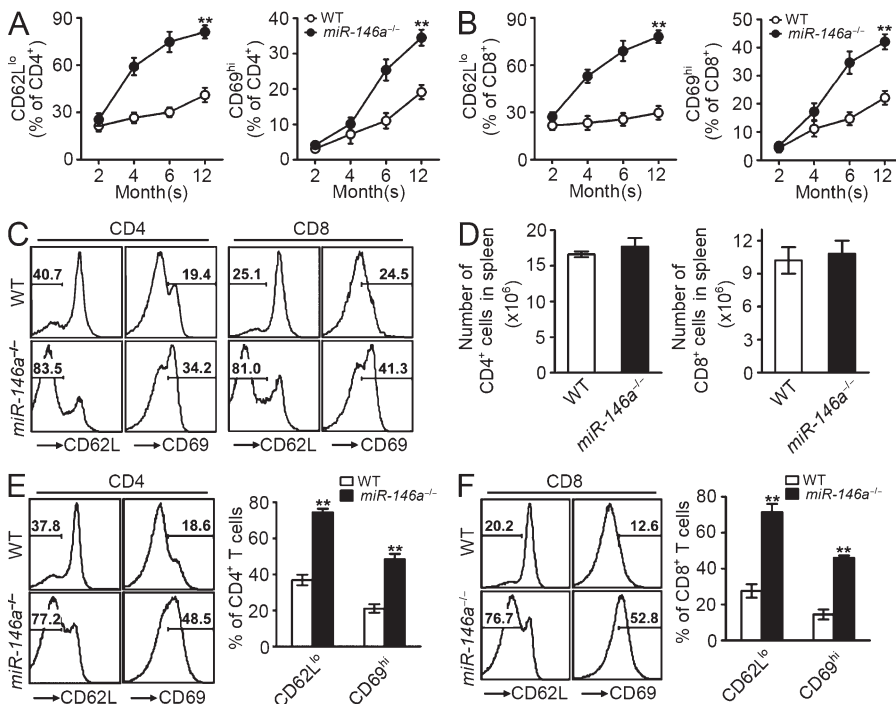 A
CD62L^lo
(% of CD4⁺)
90
60
30
0
2 4 6 12
Month(s)
**
CD69^hi
(% of CD4⁺)
40
30
20
10
0
2 4 6 12
Month(s)
**
WT
miR-146a⁻/⁻
B
CD62L^lo
(% of CD8⁺)
90
60
30
0
2 4 6 12
Month(s)
**
CD69^hi
(% of CD8⁺)
50
40
30
20
10
0
2 4 6 12
Month(s)
**
WT
miR-146a⁻/⁻
C
CD4 CD8
WT
40.7 19.4 25.1 24.5
miR-146a⁻/⁻
83.5 34.2 81.0 41.3
→CD62L →CD69 →CD62L →CD69
D
Number of
CD4⁺ cells in spleen
(x10⁶)
20
15
10
5
0
WT
miR-146a⁻/⁻
Number of
CD8⁺ cells in spleen
(x10⁶)
12
9
6
3
0
WT
miR-146a⁻/⁻
E
CD4
WT
37.8 18.6
miR-146a⁻/⁻
77.2 48.5
→CD62L →CD69
WT
miR-146a⁻/⁻
% of CD4⁺ T cells
80
60
40
20
0
** **
CD62L^lo
CD69^hi
F
CD8
WT
20.2 12.6
miR-146a⁻/⁻
76.7 52.8
→CD62L →CD69
WT
miR-146a⁻/⁻
% of CD8⁺ T cells
80
60
40
20
0
** **
CD62L^lo
CD69^hi